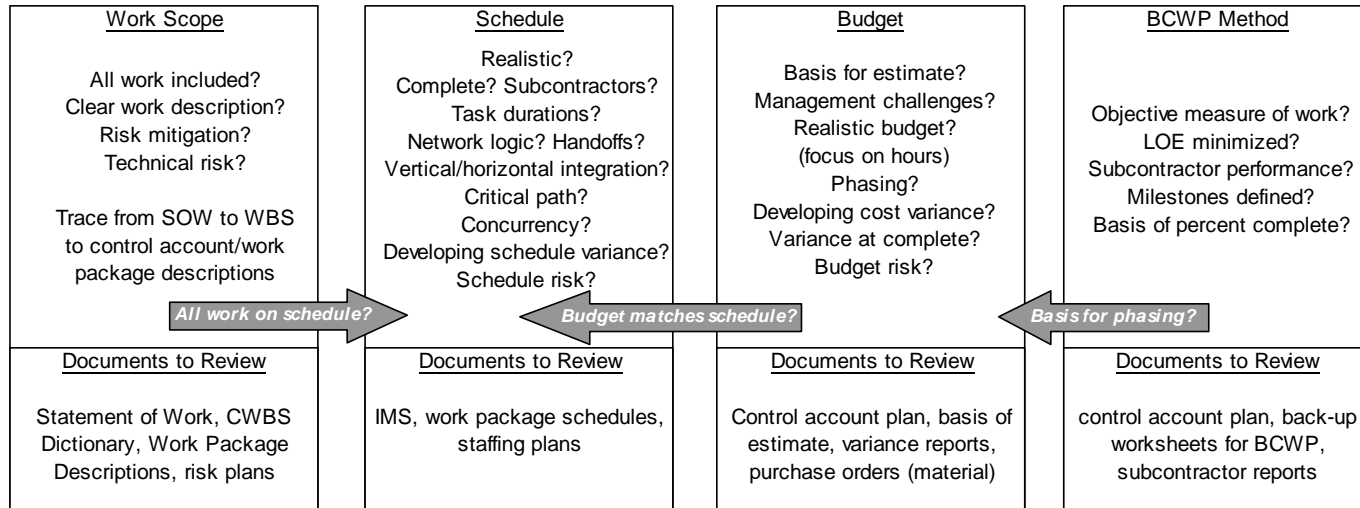 Work Scope
All work included?
Clear work description?
Risk mitigation?
Technical risk?
Trace from SOW to WBS
to control account/work
package descriptions
Schedule
Realistic?
Complete? Subcontractors?
Task durations?
Network logic? Handoffs?
Vertical/horizontal integration?
Critical path?
Concurrency?
Developing schedule variance?
Schedule risk?
Budget
Basis for estimate?
Management challenges?
Realistic budget?
(focus on hours)
Phasing?
Developing cost variance?
Variance at complete?
Budget risk?
BCWP Method
Objective measure of work?
LOE minimized?
Subcontractor performance?
Milestones defined?
Basis of percent complete?
All work on schedule?
Budget matches schedule?
Basis for phasing?
Documents to Review
Statement of Work, CWBS
Dictionary, Work Package
Descriptions, risk plans
Documents to Review
IMS, work package schedules,
staffing plans
Documents to Review
Control account plan, basis of
estimate, variance reports,
purchase orders (material)
Documents to Review
control account plan, back-up
worksheets for BCWP,
subcontractor reports